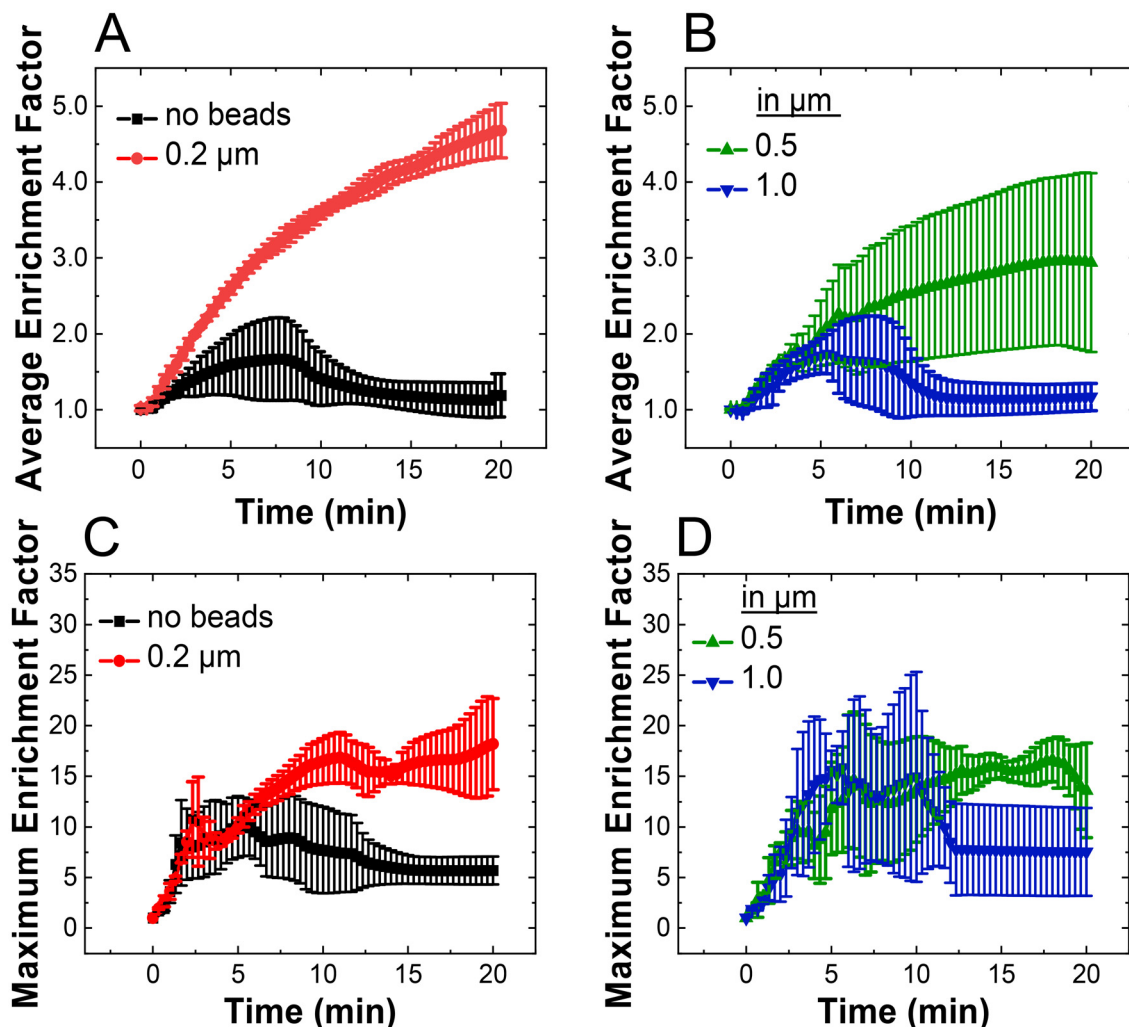 A
Average Enrichment Factor
5.0
4.0
3.0
2.0
1.0
no beads
0.2 µm
0
5
10
15
20
Time (min)
B
Average Enrichment Factor
5.0
4.0
3.0
2.0
1.0
in µm
0.5
1.0
0
5
10
15
20
Time (min)
C
Maximum Enrichment Factor
35
30
25
20
15
10
5
0
no beads
0.2 µm
0
5
10
15
20
Time (min)
D
Maximum Enrichment Factor
35
30
25
20
15
10
5
0
in µm
0.5
1.0
0
5
10
15
20
Time (min)